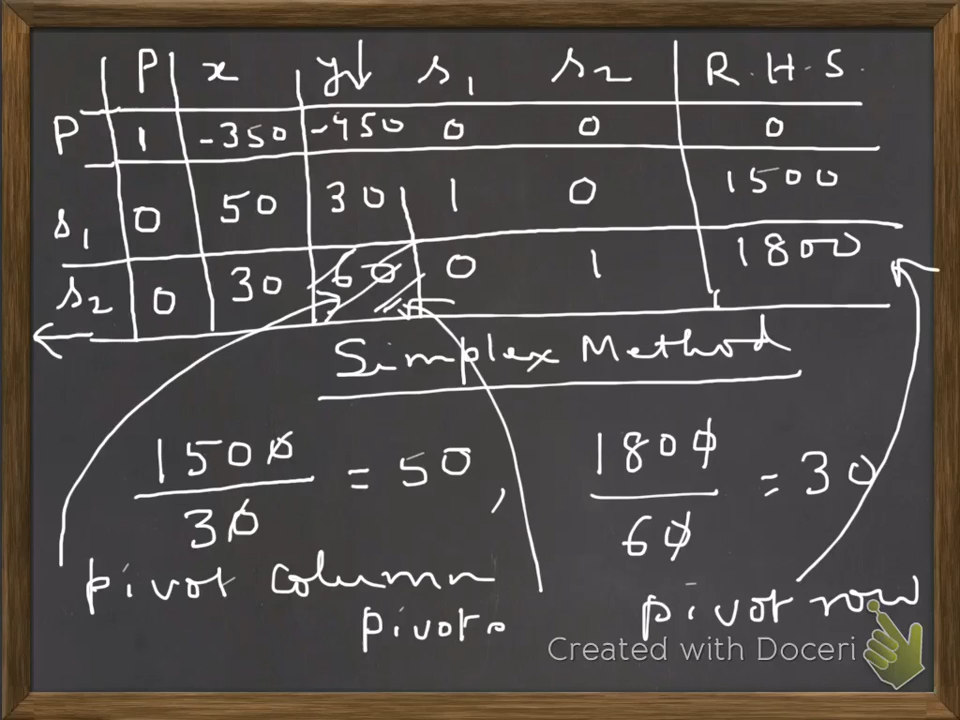 P x y↓ s1 s2 R.H.S.
P 1 -350 -450 0 0 0
s1 0 50 30 1 0 1500
s2 0 30 60 0 1 1800
Simplex Method
1500/30 = 50, 1800/60 = 30
pivot column
pivot row
pivot
Created with Doceri